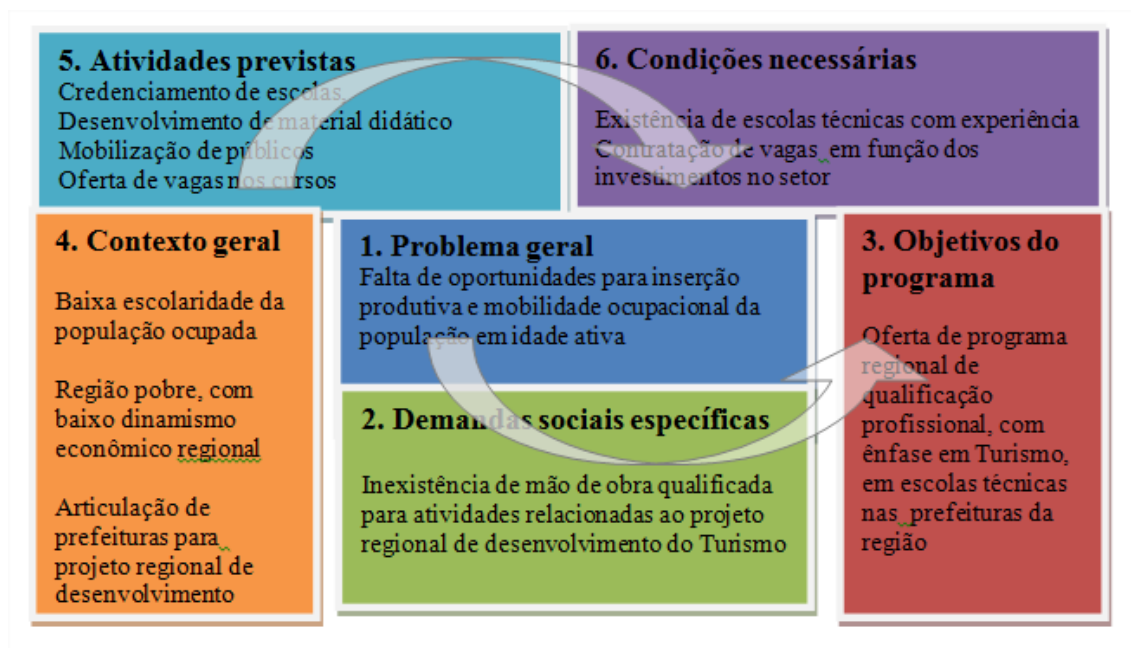 5. Atividades previstas
Credenciamento de escolas,
Desenvolvimento de material didático
Mobilização de públicos
Oferta de vagas nos cursos
6. Condições necessárias
Existência de escolas técnicas com experiência
Contratação de vagas em função dos
investimentos no setor
4. Contexto geral
Baixa escolaridade da
população ocupada
Região pobre, com
baixo dinamismo
econômico regional
Articulação de
prefeituras para
projeto regional de
desenvolvimento
1. Problema geral
Falta de oportunidades para inserção
produtiva e mobilidade ocupacional da
população em idade ativa
2. Demandas sociais específicas
Inexistência de mão de obra qualificada
para atividades relacionadas ao projeto
regional de desenvolvimento do Turismo
3. Objetivos do
programa
Oferta de programa
regional de
qualificação
profissional, com
ênfase em Turismo,
em escolas técnicas
nas prefeituras da
região